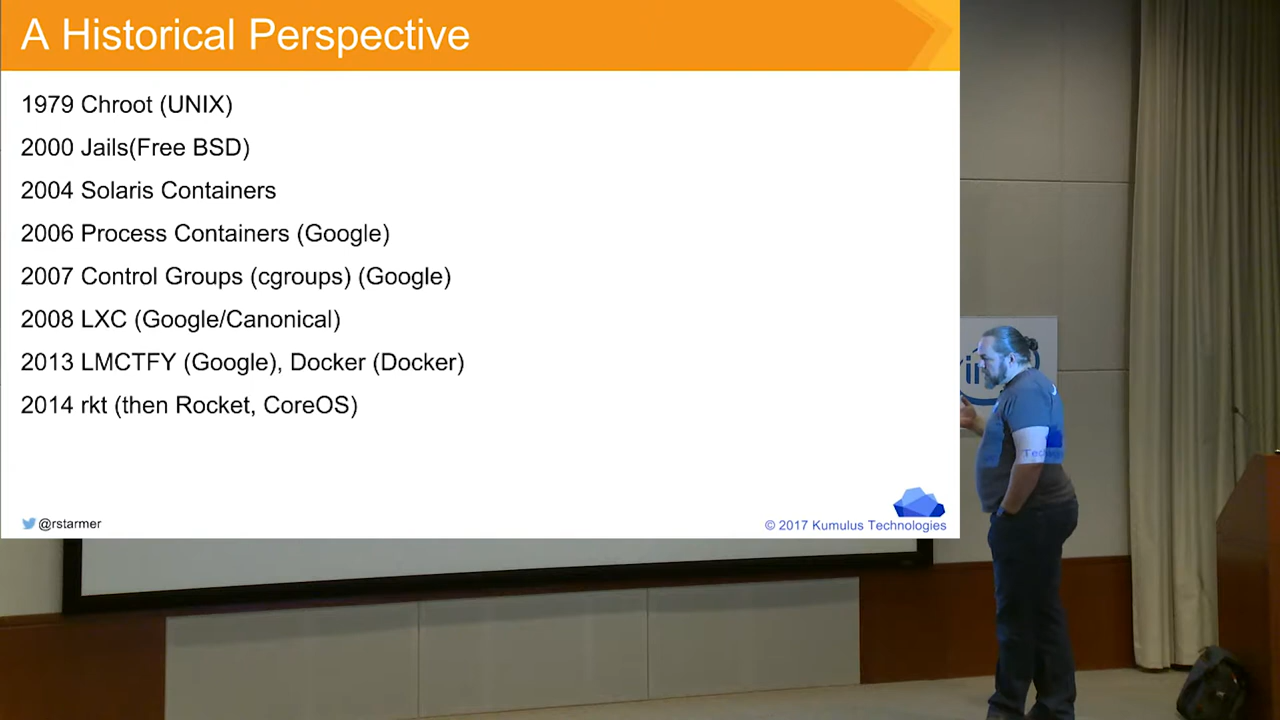 A Historical Perspective
1979 Chroot (UNIX)
2000 Jails(Free BSD)
2004 Solaris Containers
2006 Process Containers (Google)
2007 Control Groups (cgroups) (Google)
2008 LXC (Google/Canonical)
2013 LMCTFY (Google), Docker (Docker)
2014 rkt (then Rocket, CoreOS)
@rstarmer
© 2017 Kumulus Technologies